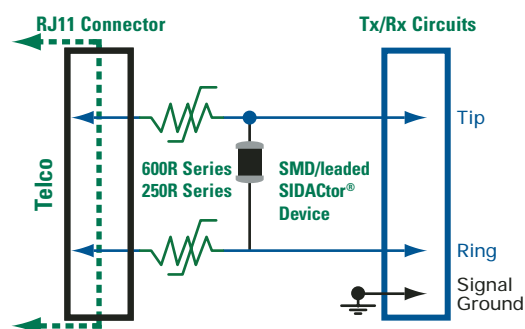 RJ11 Connector
Tx/Rx Circuits
Telco
600R Series
250R Series
SMD/leaded
SIDACtor®
Device
Tip
Ring
Signal
Ground